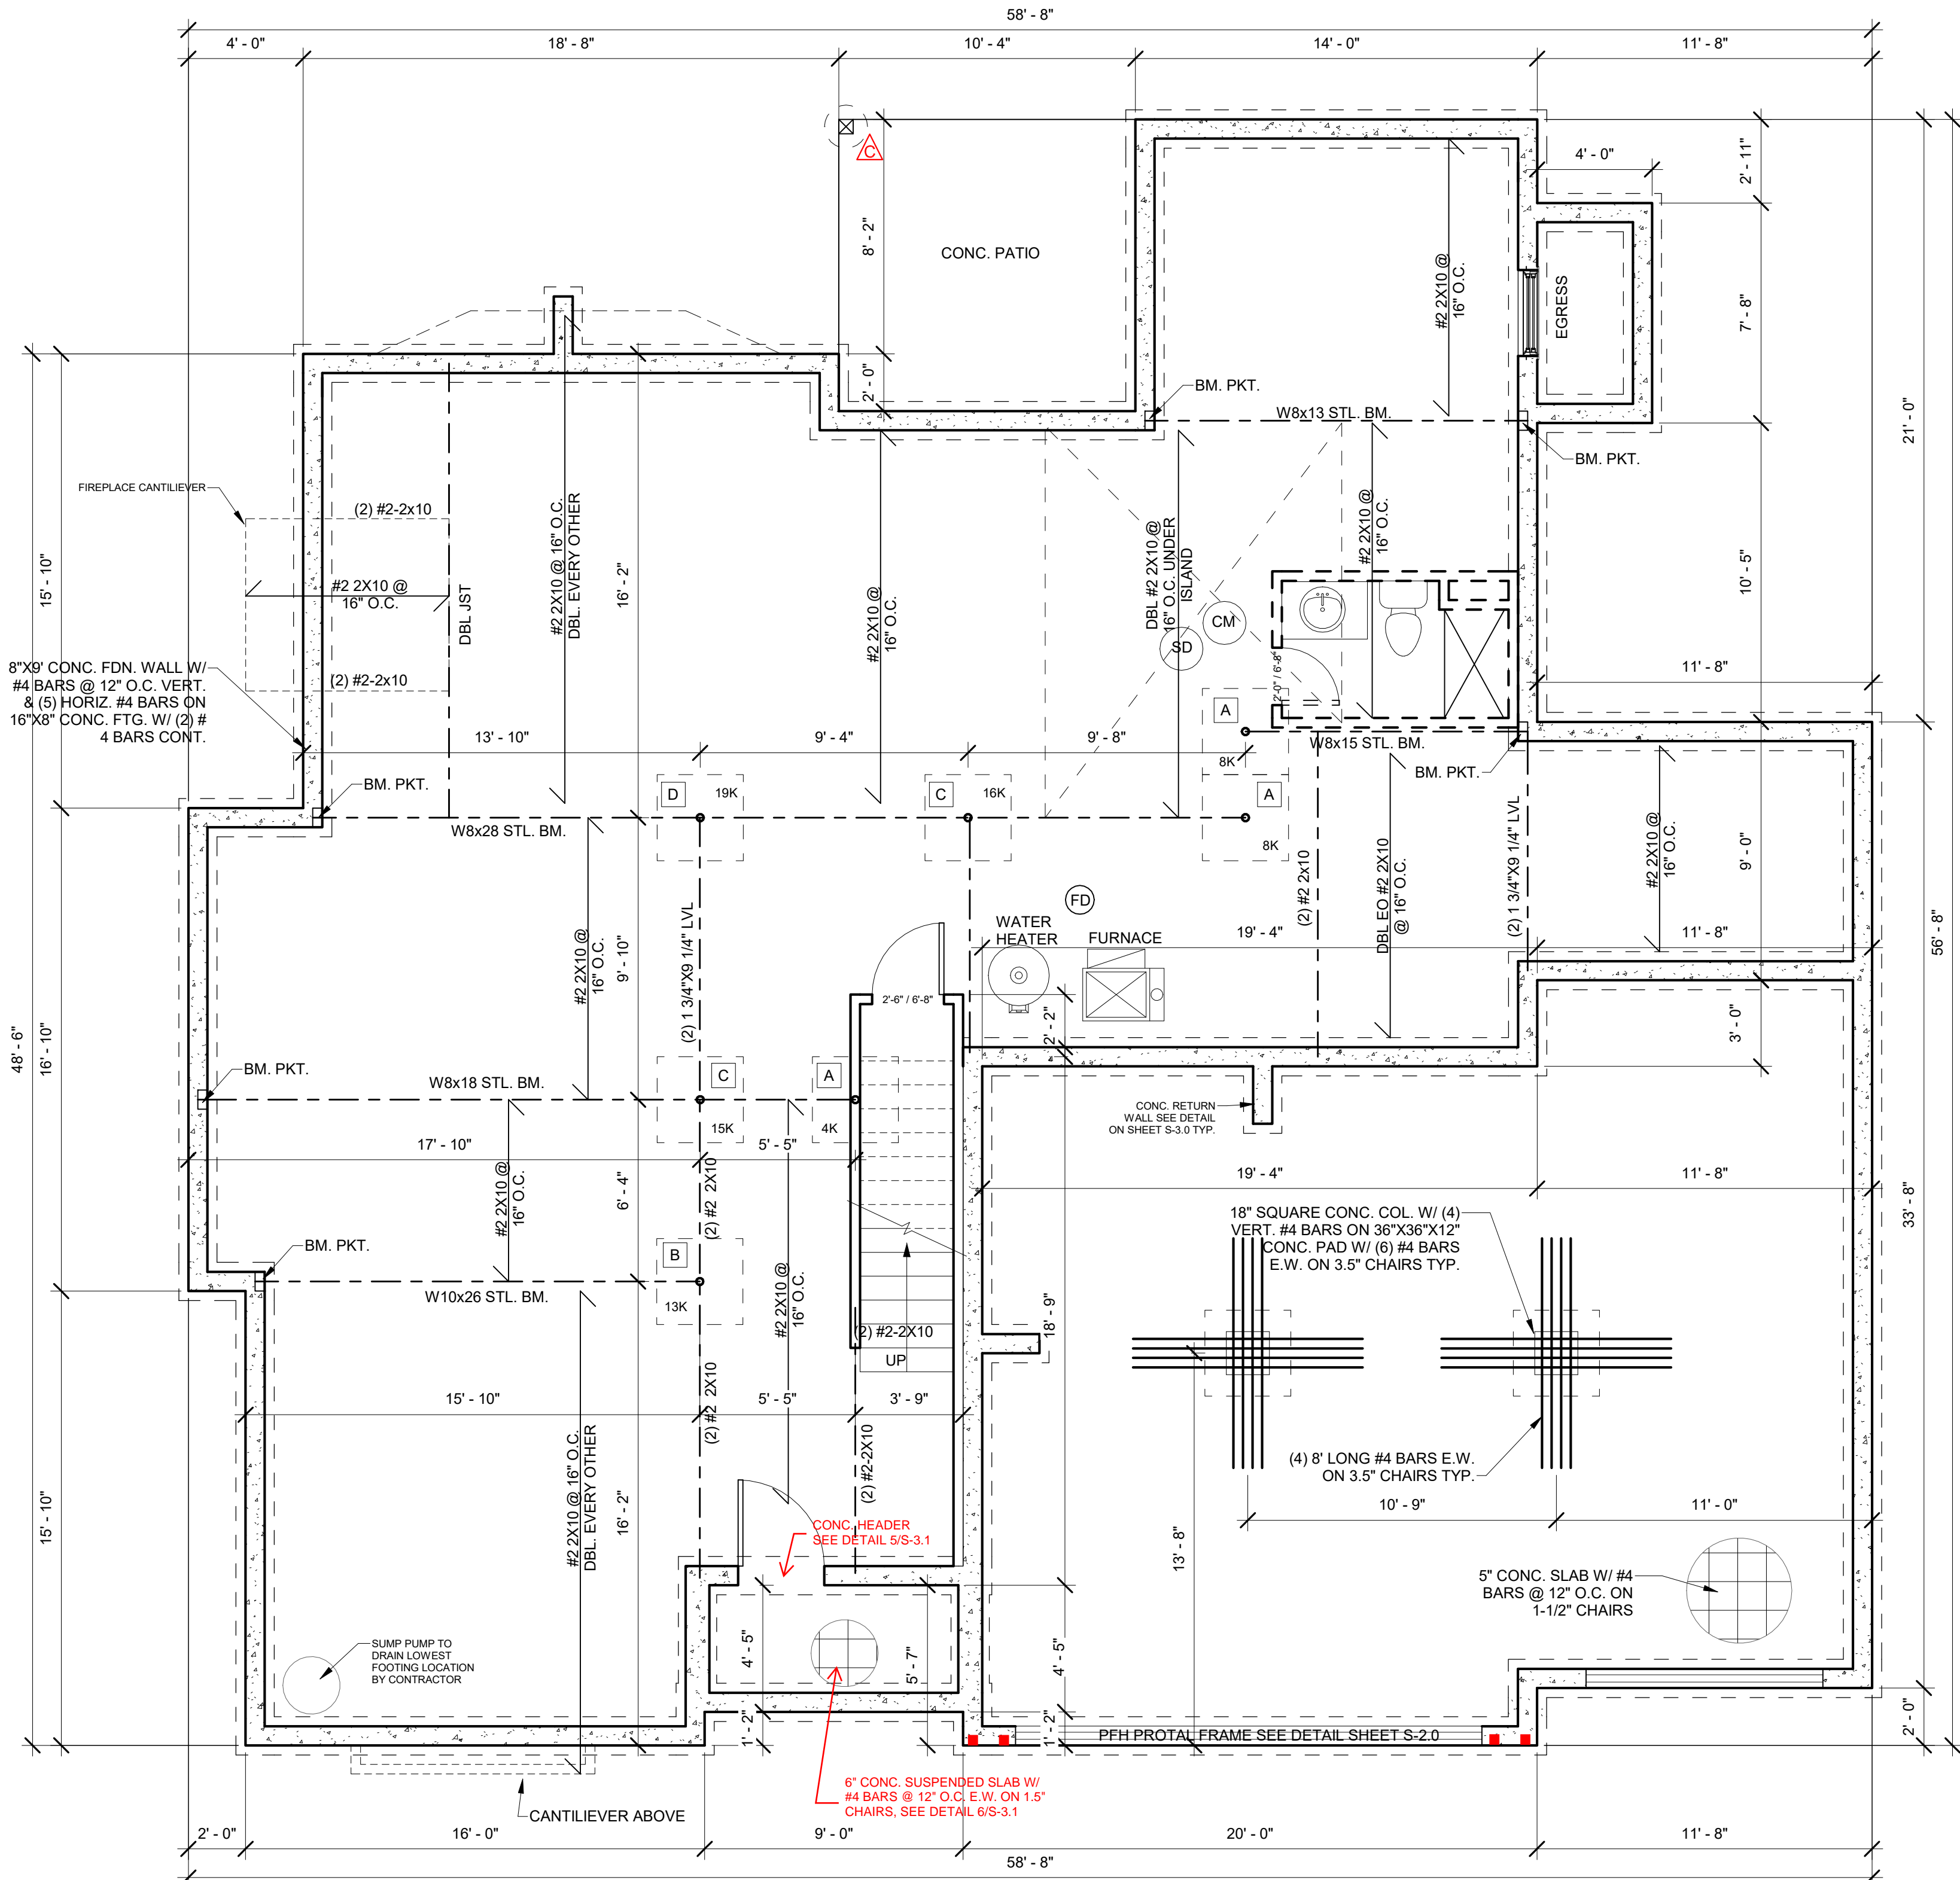 58' - 8"
4' - 0"
18' - 8"
10' - 4"
14' - 0"
11' - 8"
C
8' - 2"
CONC. PATIO
2' - 0"
#2 2X10 @
16" O.C.
4' - 0"
2' - 11"
7' - 8"
EGRESS
21' - 0"
BM. PKT.
W8x13 STL. BM.
BM. PKT.
10' - 5"
FIREPLACE CANTILIEVER
(2) #2-2x10
#2 2X10 @
16" O.C.
(2) #2-2x10
DBL JST
#2 2X10 @ 16" O.C.
DBL. EVERY OTHER
16' - 2"
15' - 10"
#2 2X10 @
16" O.C.
DBL #2 2X10 @
16" O.C. UNDER
ISLAND
#2 2X10 @
16" O.C.
CM
SD
2'-0" / 6'-8"
8"X9' CONC. FDN. WALL W/
#4 BARS @ 12" O.C. VERT.
& (5) HORIZ. #4 BARS ON
16"X8" CONC. FTG. W/ (2) #
4 BARS CONT.
11' - 8"
13' - 10"
9' - 4"
9' - 8"
A
8K
W8x15 STL. BM.
BM. PKT.
BM. PKT.
D
19K
C
16K
A
8K
W8x28 STL. BM.
(2) #2 2x10
DBL EO #2 2X10
@ 16" O.C.
(2) 1 3/4"X9 1/4" LVL
#2 2X10 @
16" O.C.
9' - 0"
56' - 8"
48' - 6"
16' - 10"
#2 2X10 @
16" O.C.
9' - 10"
(2) 1 3/4"X9 1/4" LVL
FD
WATER
HEATER
FURNACE
19' - 4"
11' - 8"
2'-6" / 6'-8"
2' - 2"
3' - 0"
BM. PKT.
W8x18 STL. BM.
C
15K
A
4K
CONC. RETURN
WALL SEE DETAIL
ON SHEET S-3.0 TYP.
17' - 10"
5' - 5"
19' - 4"
11' - 8"
#2 2X10 @
16" O.C.
6' - 4"
(2) #2 2X10
33' - 8"
18" SQUARE CONC. COL. W/ (4)
VERT. #4 BARS ON 36"X36"X12"
CONC. PAD W/ (6) #4 BARS
E.W. ON 3.5" CHAIRS TYP.
BM. PKT.
B
13K
W10x26 STL. BM.
#2 2X10 @
16" O.C.
(2) #2-2X10
UP
18' - 9"
(2) #2 2X10
15' - 10"
5' - 5"
3' - 9"
#2 2X10 @ 16" O.C.
DBL. EVERY OTHER
16' - 2"
15' - 10"
(2) #2-2X10
(4) 8' LONG #4 BARS E.W.
ON 3.5" CHAIRS TYP.
10' - 9"
11' - 0"
13' - 8"
CONC. HEADER
SEE DETAIL 5/S-3.1
5" CONC. SLAB W/ #4
BARS @ 12" O.C. ON
1-1/2" CHAIRS
SUMP PUMP TO
DRAIN LOWEST
FOOTING LOCATION
BY CONTRACTOR
4' - 5"
5' - 7"
4' - 5"
1' - 2"
1' - 2"
PFH PROTAL FRAME SEE DETAIL SHEET S-2.0
2' - 0"
6" CONC. SUSPENDED SLAB W/
#4 BARS @ 12" O.C. E.W. ON 1.5"
CHAIRS, SEE DETAIL 6/S-3.1
CANTILIEVER ABOVE
2' - 0"
16' - 0"
9' - 0"
20' - 0"
11' - 8"
58' - 8"